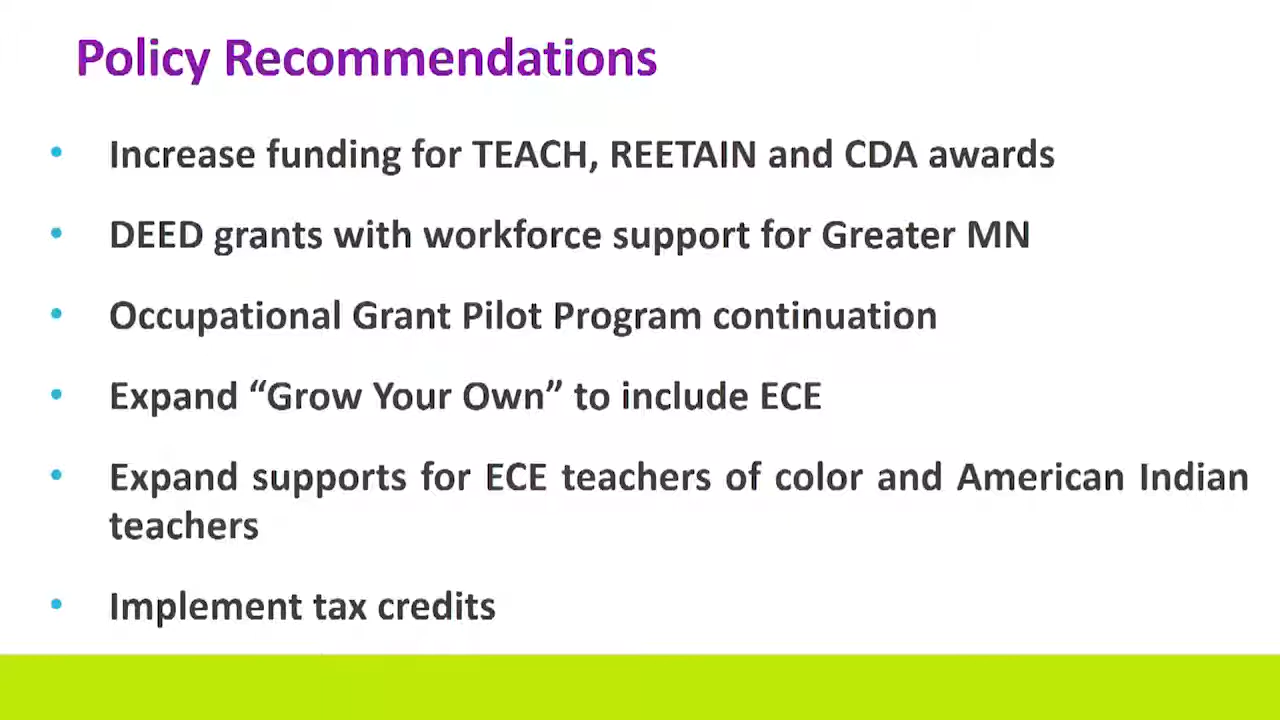 Policy Recommendations
• Increase funding for TEACH, REETAIN and CDA awards
• DEED grants with workforce support for Greater MN
• Occupational Grant Pilot Program continuation
• Expand “Grow Your Own” to include ECE
• Expand supports for ECE teachers of color and American Indian
teachers
• Implement tax credits